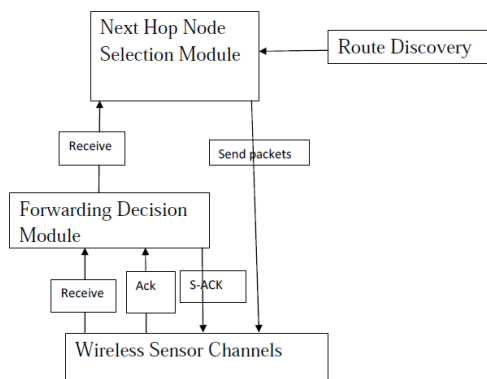 Next Hop Node
Selection Module
Route Discovery
Receive
Send packets
Forwarding Decision
Module
Receive
Ack
S-ACK
Wireless Sensor Channels